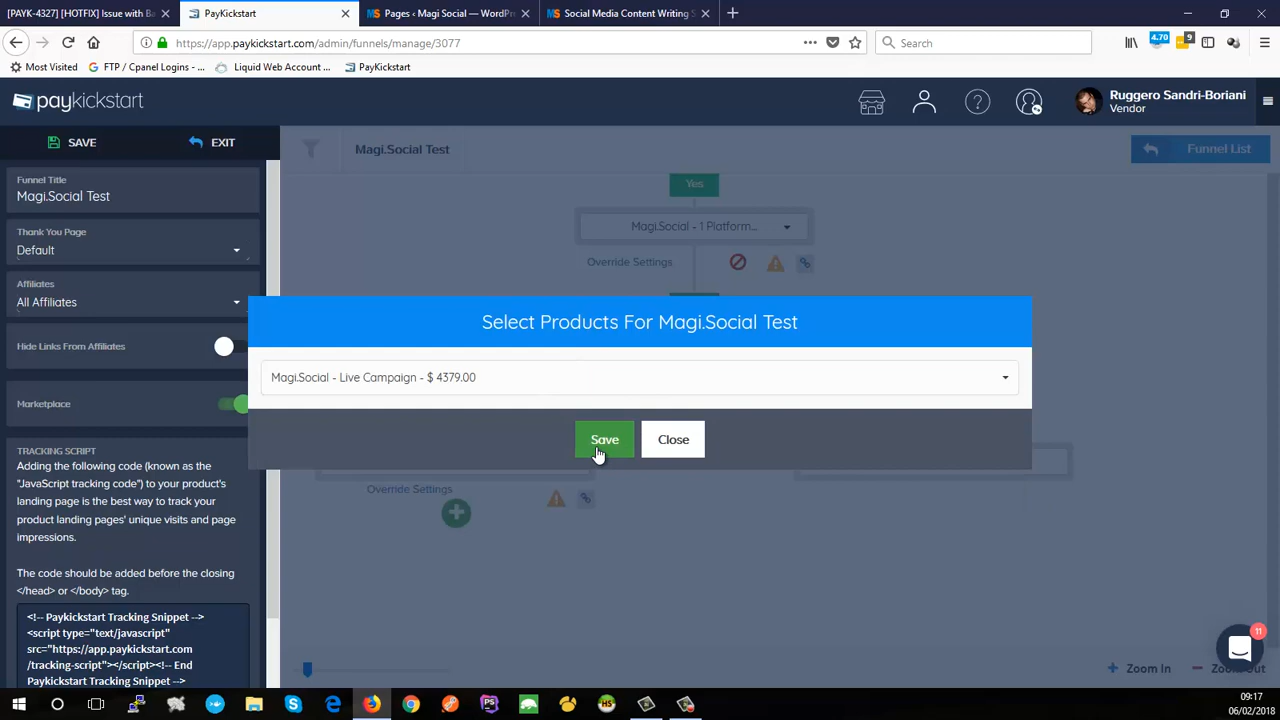 [PAYK-4327] [HOTFIX] Issue with Ba
PayKickstart
Pages ‹ Magi Social — WordPr
Social Media Content Writing S
https://app.paykickstart.com/admin/funnels/manage/3077
Search
4.70
9
Most Visited
FTP / Cpanel Logins - ...
Liquid Web Account ...
PayKickstart
paykickstart
Ruggero Sandri-Boriani
Vendor
SAVE
EXIT
Magi.Social Test
Funnel List
Funnel Title
Magi.Social Test
Yes
Magi.Social - 1 Platform...
Thank You Page
Default
Override Settings
Affiliates
All Affiliates
Select Products For Magi.Social Test
Hide Links From Affiliates
Magi.Social - Live Campaign - $ 4379.00
Marketplace
Save
Close
TRACKING SCRIPT
Adding the following code (known as the
"JavaScript tracking code") to your product's
landing page is the best way to track your
product landing pages' unique visits and page
impressions.
Override Settings
The code should be added before the closing
</head> or </body> tag.
<!-- Paykickstart Tracking Snippet -->
<script type="text/javascript"
src="https://app.paykickstart.com
/tracking-script"></script><!-- End
Paykickstart Tracking Snippet -->
11
Zoom In
Zoom Out
09:17
06/02/2018